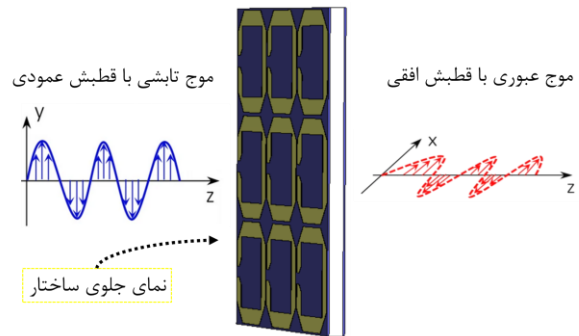 موج تابشی با قطبش عمودی
y
z
موج عبوری با قطبش افقی
x
z
نمای جلوی ساختار